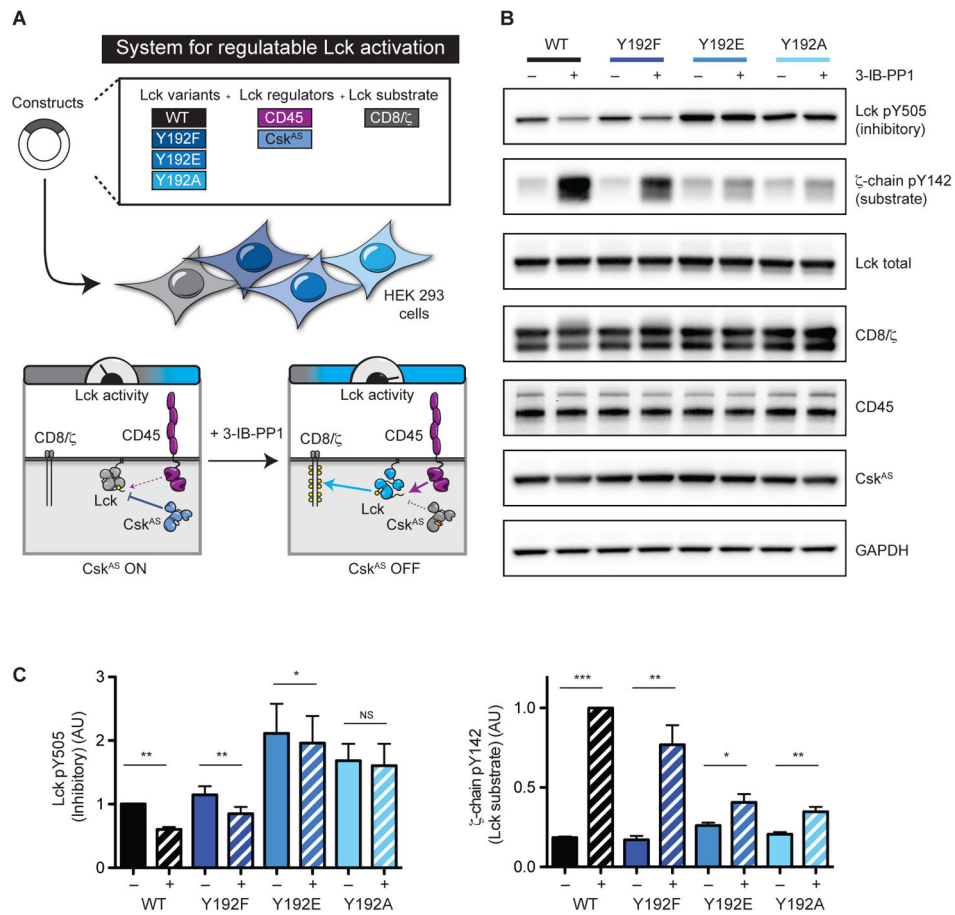 A
System for regulatable Lck activation
Constructs
Lck variants + Lck regulators + Lck substrate
WT CD45 CD8/ζ
Y192F Csk^AS
Y192E
Y192A
HEK 293
cells
Lck activity
CD8/ζ
CD45
Lck
Csk^AS
Csk^AS ON
+ 3-IB-PP1
Lck activity
CD8/ζ
CD45
Lck
Csk^AS
Csk^AS OFF
B
WT Y192F Y192E Y192A
– + – + – + – + 3-IB-PP1
Lck pY505
(inhibitory)
ζ-chain pY142
(substrate)
Lck total
CD8/ζ
CD45
Csk^AS
GAPDH
C
Lck pY505
(Inhibitory) (AU)
3
2
1
0
** ** * NS
– + – + – + – +
WT Y192F Y192E Y192A
ζ-chain pY142
(Lck substrate) (AU)
1.0
0.5
0.0
*** ** * **
– + – + – + – +
WT Y192F Y192E Y192A